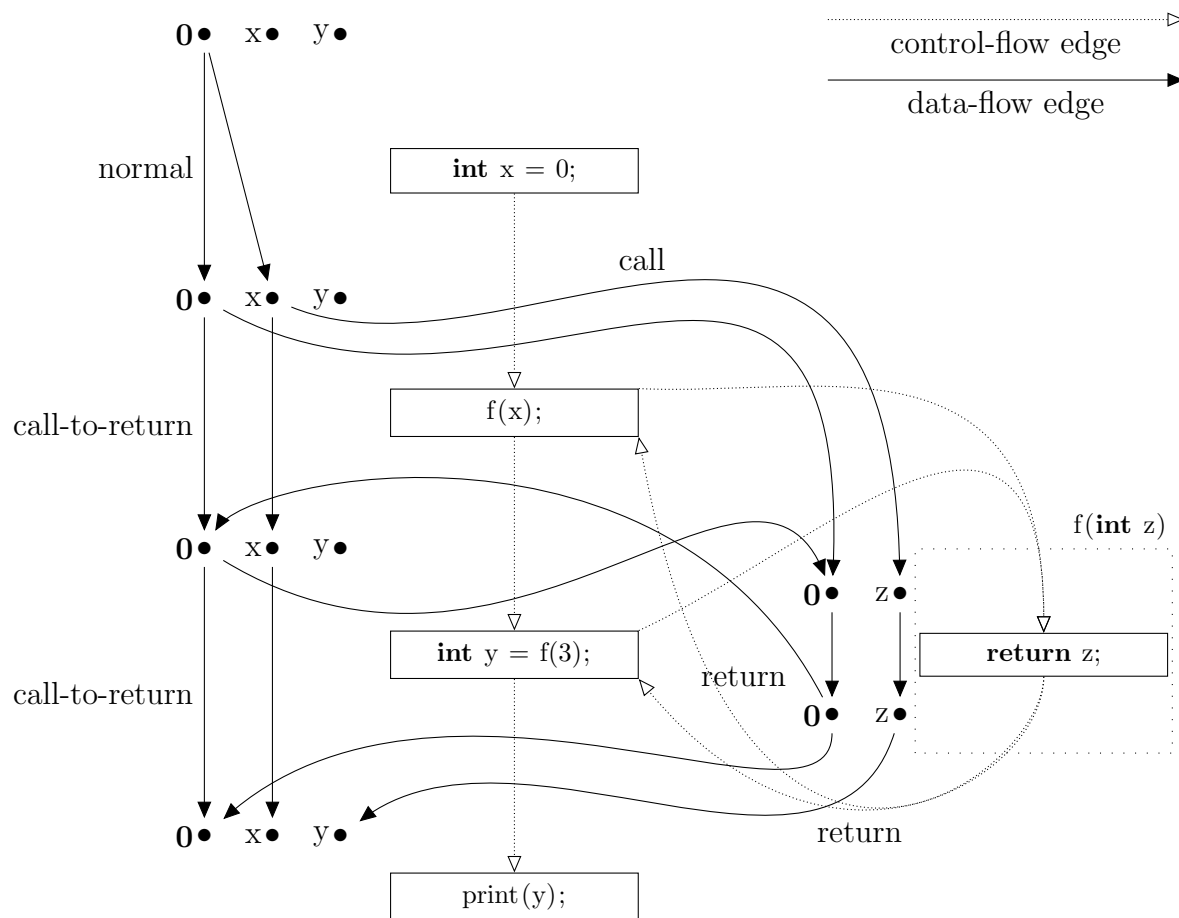 0 x y
control-flow edge
data-flow edge
normal
int x = 0;
call
0 x y
f(x);
call-to-return
f(int z)
0 x y
0 z
int y = f(3);
return z;
call-to-return
return
0 z
0 x y
return
print(y);